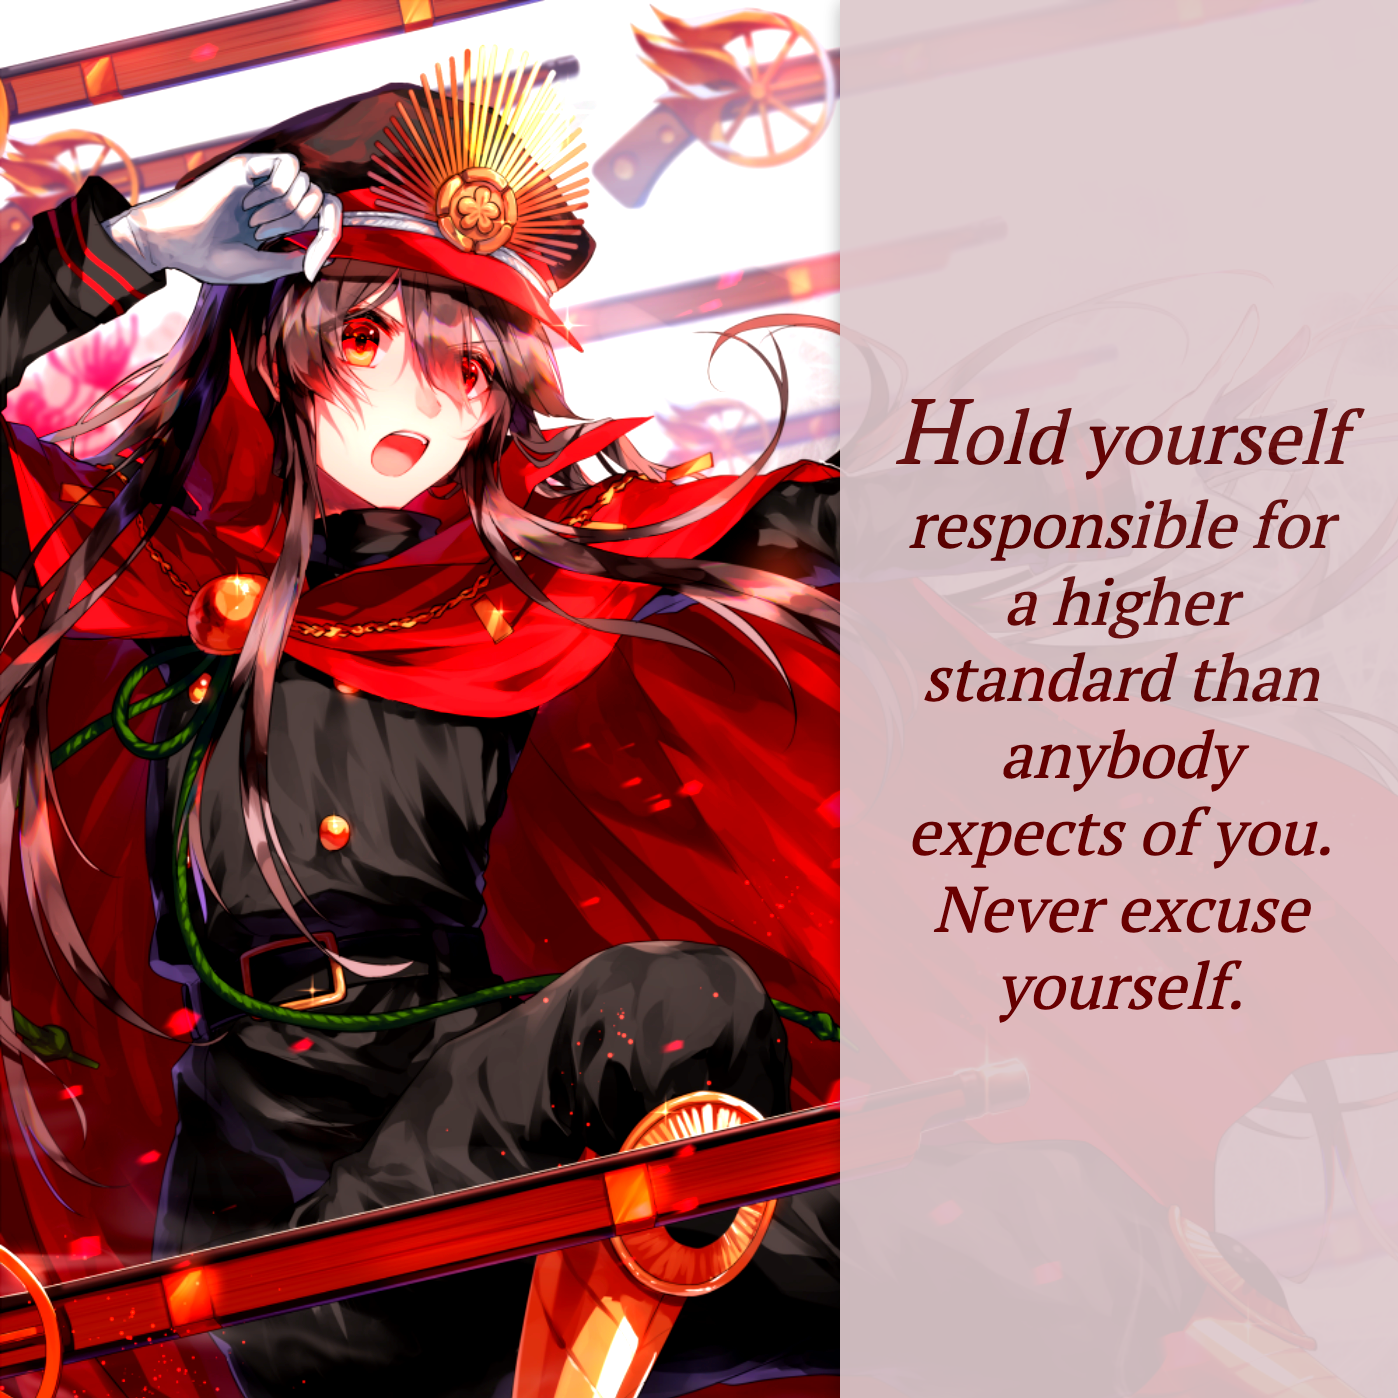 Hold yourself
responsible for
a higher
standard than
anybody
expects of you.
Never excuse
yourself.